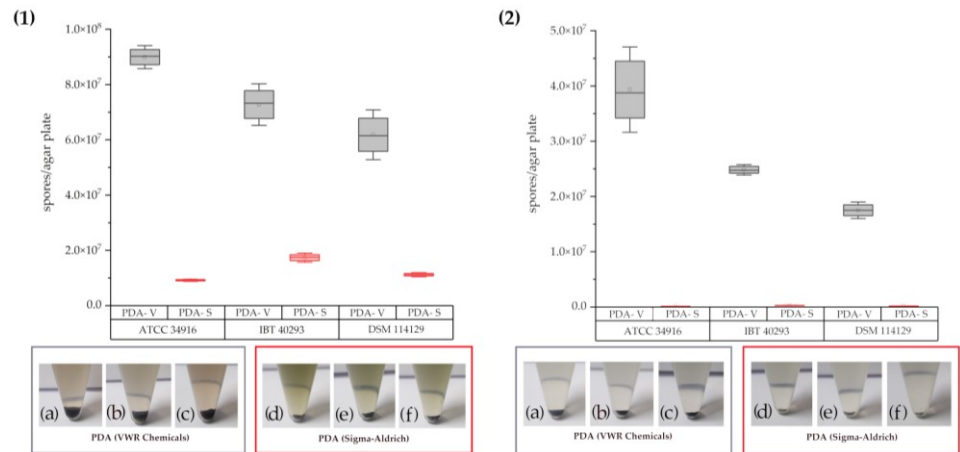 (1)
1.0×10⁸
8.0×10⁷
6.0×10⁷
4.0×10⁷
2.0×10⁷
0.0
spores/agar plate
PDA- V PDA- S PDA- V PDA- S PDA- V PDA- S
ATCC 34916 IBT 40293 DSM 114129
(a) (b) (c)
PDA (VWR Chemicals)
(d) (e) (f)
PDA (Sigma-Aldrich)
(2)
5.0×10⁷
4.0×10⁷
3.0×10⁷
2.0×10⁷
1.0×10⁷
0.0
spores/agar plate
PDA- V PDA- S PDA- V PDA- S PDA- V PDA- S
ATCC 34916 IBT 40293 DSM 114129
(a) (b) (c)
PDA (VWR Chemicals)
(d) (e) (f)
PDA (Sigma-Aldrich)